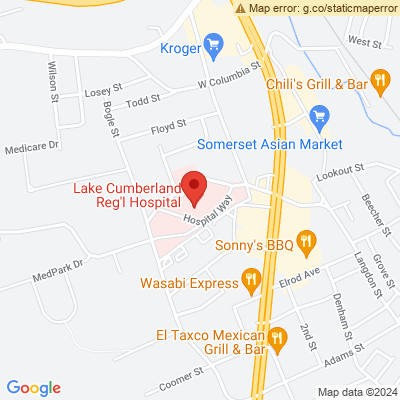 Map error: g.co/staticmaperror
West St
Kroger
Wilson St
Losey St
W Columbia St
Todd St
Chili's Grill & Bar
Bogle St
Floyd St
Medicare Dr
Somerset Asian Market
Lookout St
Lake Cumberland
Reg'l Hospital
Hospital Way
Beecher St
Sonny's BBQ
Grove St
Langdon St
MedPark Dr
Wasabi Express
Elrod Ave
Denham St
2nd St
El Taxco Mexican
Grill & Bar
Adams St
Coomer St
Google
Map data ©2024